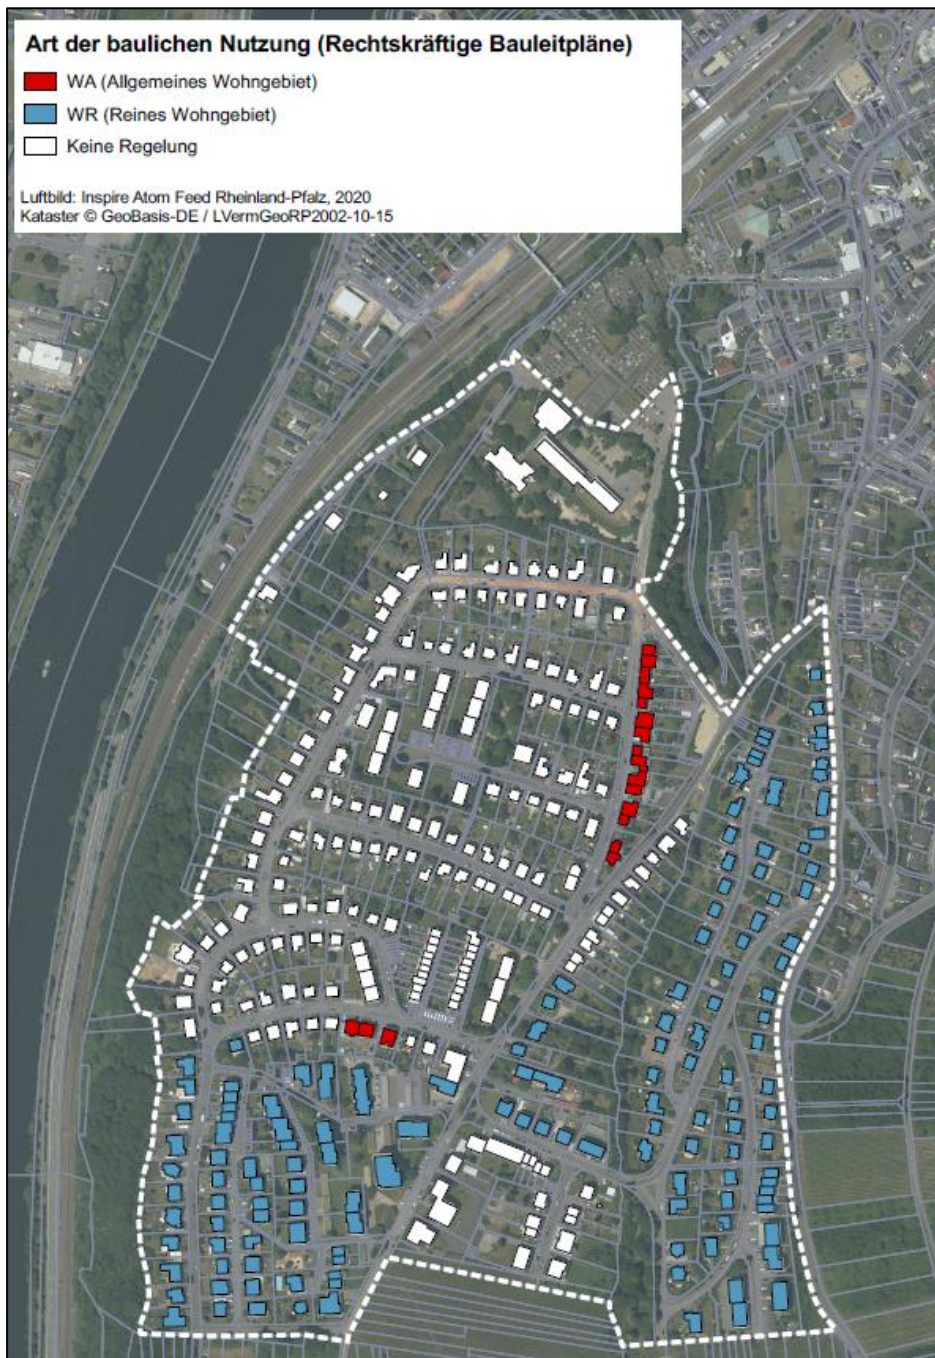 Art der baulichen Nutzung (Rechtskräftige Bauleitpläne)
WA (Allgemeines Wohngebiet)
WR (Reines Wohngebiet)
Keine Regelung
Luftbild: Inspire Atom Feed Rheinland-Pfalz, 2020
Kataster © GeoBasis-DE / LVermGeoRP2002-10-15